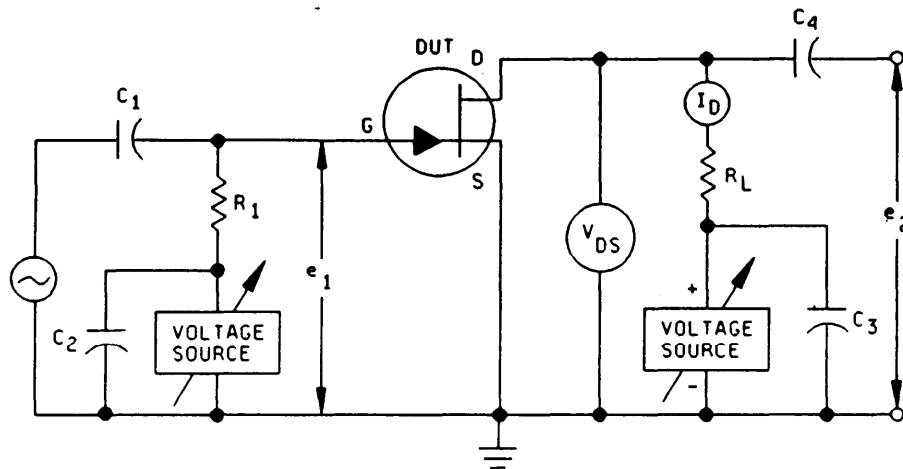 DUT
D
C4
C1
G
ID
S
R1
RL
e1
VDS
e2
+
C2
VOLTAGE
SOURCE
VOLTAGE
SOURCE
C3
-